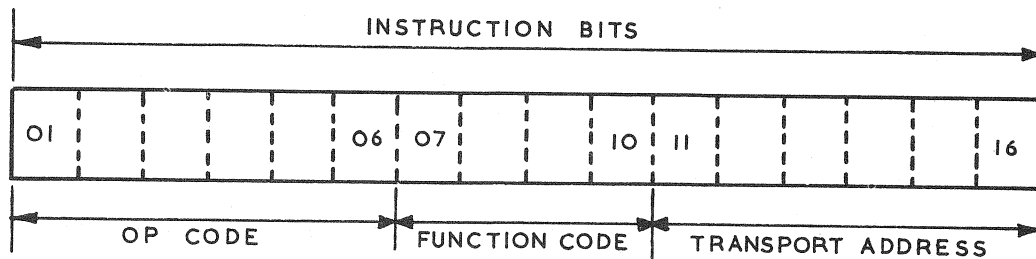 INSTRUCTION BITS
01 06 07 10 11 16
OP CODE FUNCTION CODE TRANSPORT ADDRESS